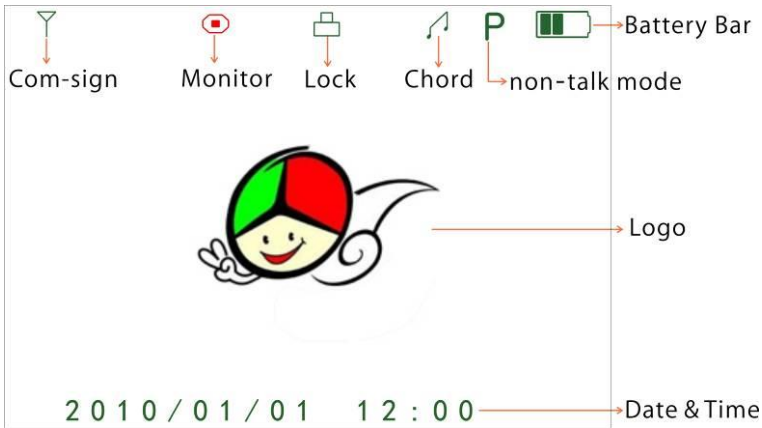 P
Battery Bar
Com-sign Monitor Lock Chord non-talk mode
Logo
2010/01/01 12:00
Date & Time